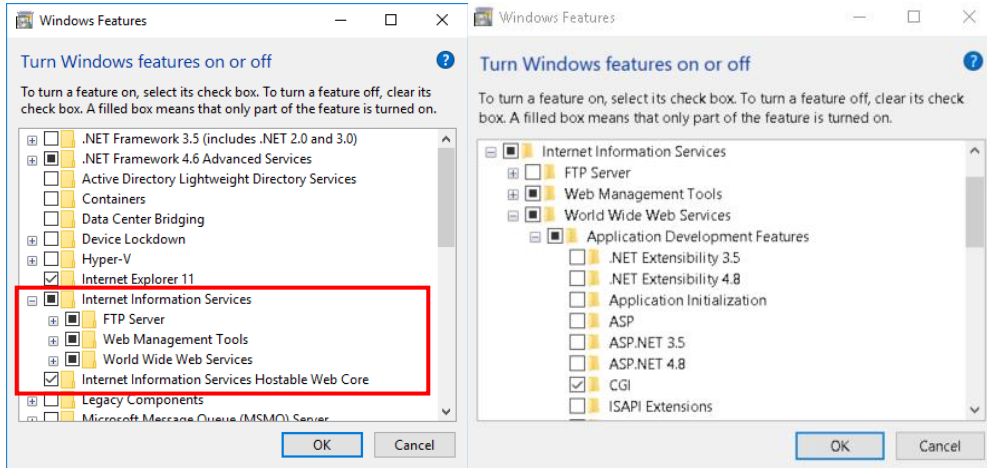 Windows Features
Turn Windows features on or off
To turn a feature on, select its check box. To turn a feature off, clear its
check box. A filled box means that only part of the feature is turned on.
.NET Framework 3.5 (includes .NET 2.0 and 3.0)
.NET Framework 4.6 Advanced Services
Active Directory Lightweight Directory Services
Containers
Data Center Bridging
Device Lockdown
Hyper-V
Internet Explorer 11
Internet Information Services
FTP Server
Web Management Tools
World Wide Web Services
Internet Information Services Hostable Web Core
Legacy Components
Microsoft Message Queue (MSMQ) Server
OK
Cancel
Windows Features
Turn Windows features on or off
To turn a feature on, select its check box. To turn a feature off, clear its check
box. A filled box means that only part of the feature is turned on.
Internet Information Services
FTP Server
Web Management Tools
World Wide Web Services
Application Development Features
.NET Extensibility 3.5
.NET Extensibility 4.8
Application Initialization
ASP
ASP.NET 3.5
ASP.NET 4.8
CGI
ISAPI Extensions
OK
Cancel